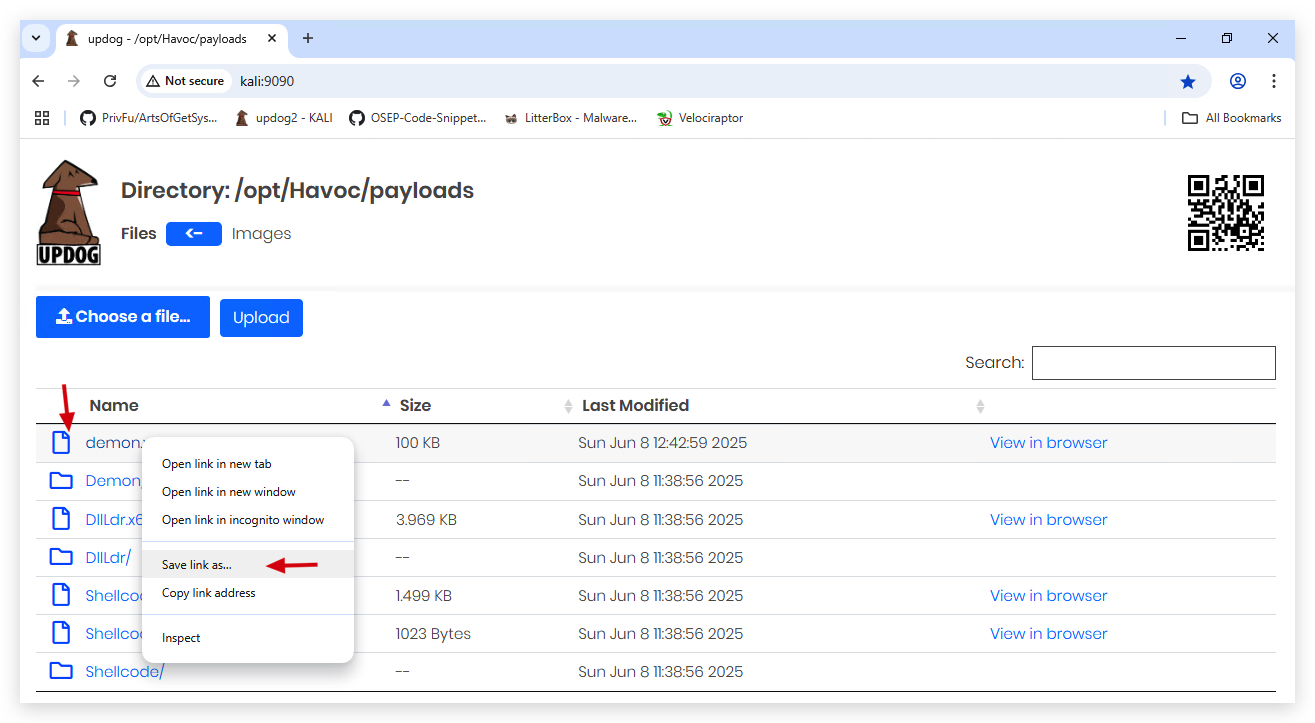 updog - /opt/Havoc/payloads
Not secure kali:9090
PrivFu/ArtsOfGetSys... updog2 - KALI OSEP-Code-Snippet... LitterBox - Malware... Velociraptor All Bookmarks
UPDOG
Directory: /opt/Havoc/payloads
Files <- Images
Choose a file... Upload
Search:
Name Size Last Modified
demon. 100 KB Sun Jun 8 12:42:59 2025 View in browser
Open link in new tab
Demon -- Sun Jun 8 11:38:56 2025
Open link in new window
DllLdr.x6 3.969 KB Sun Jun 8 11:38:56 2025 View in browser
Open link in incognito window
DllLdr/ -- Sun Jun 8 11:38:56 2025
Save link as...
Shellco 1.499 KB Sun Jun 8 11:38:56 2025 View in browser
Copy link address
Shellco 1023 Bytes Sun Jun 8 11:38:56 2025 View in browser
Inspect
Shellcode/ -- Sun Jun 8 11:38:56 2025